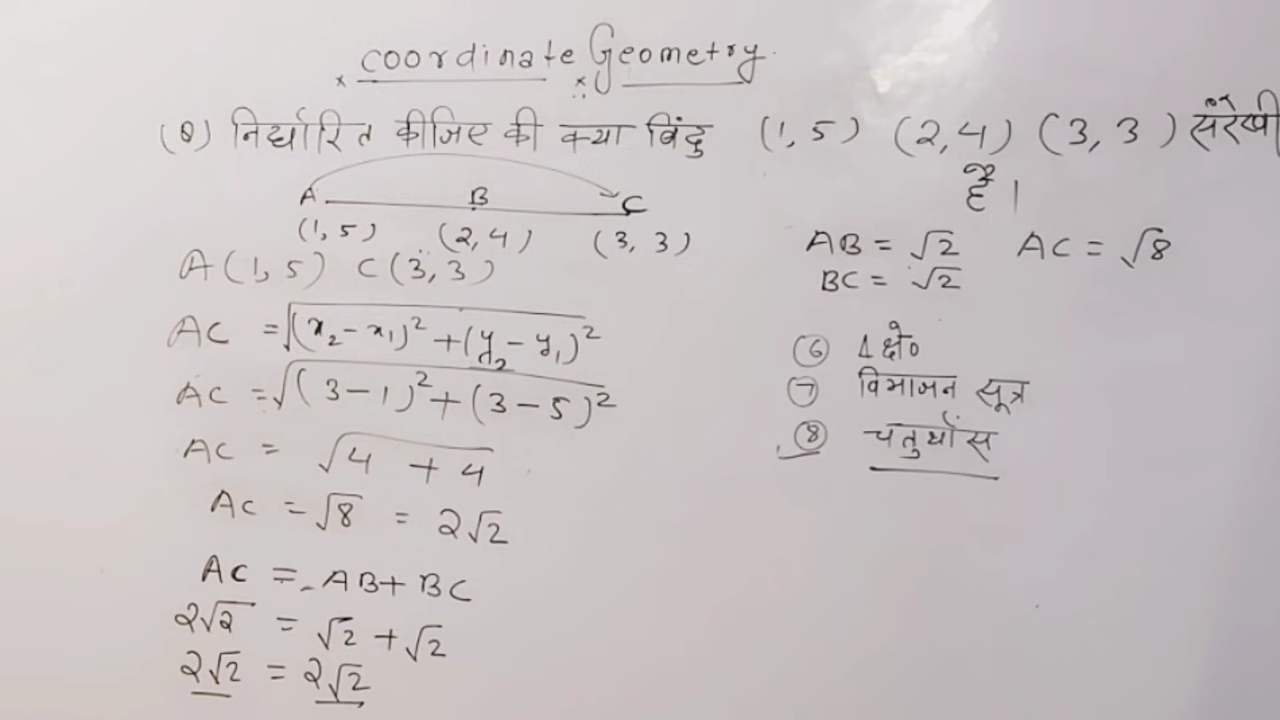 Coordinate Geometry.
(Q) निर्धारित कीजिए की क्या बिंदु (1, 5) (2, 4) (3, 3) संरेखी
हैं।
A B C
(1, 5) (2, 4) (3, 3)
A(1, 5) C(3, 3)
AC = √(x₂ - x₁)² + (y₂ - y₁)²
AC = √(3 - 1)² + (3 - 5)²
AC = √4 + 4
AC = √8 = 2√2
AC = AB + BC
2√2 = √2 + √2
2√2 = 2√2
AB = √2 AC = √8
BC = √2
⑥ Δ क्षे०
⑦ विभाजन सूत्र
⑧ चतुर्थांस